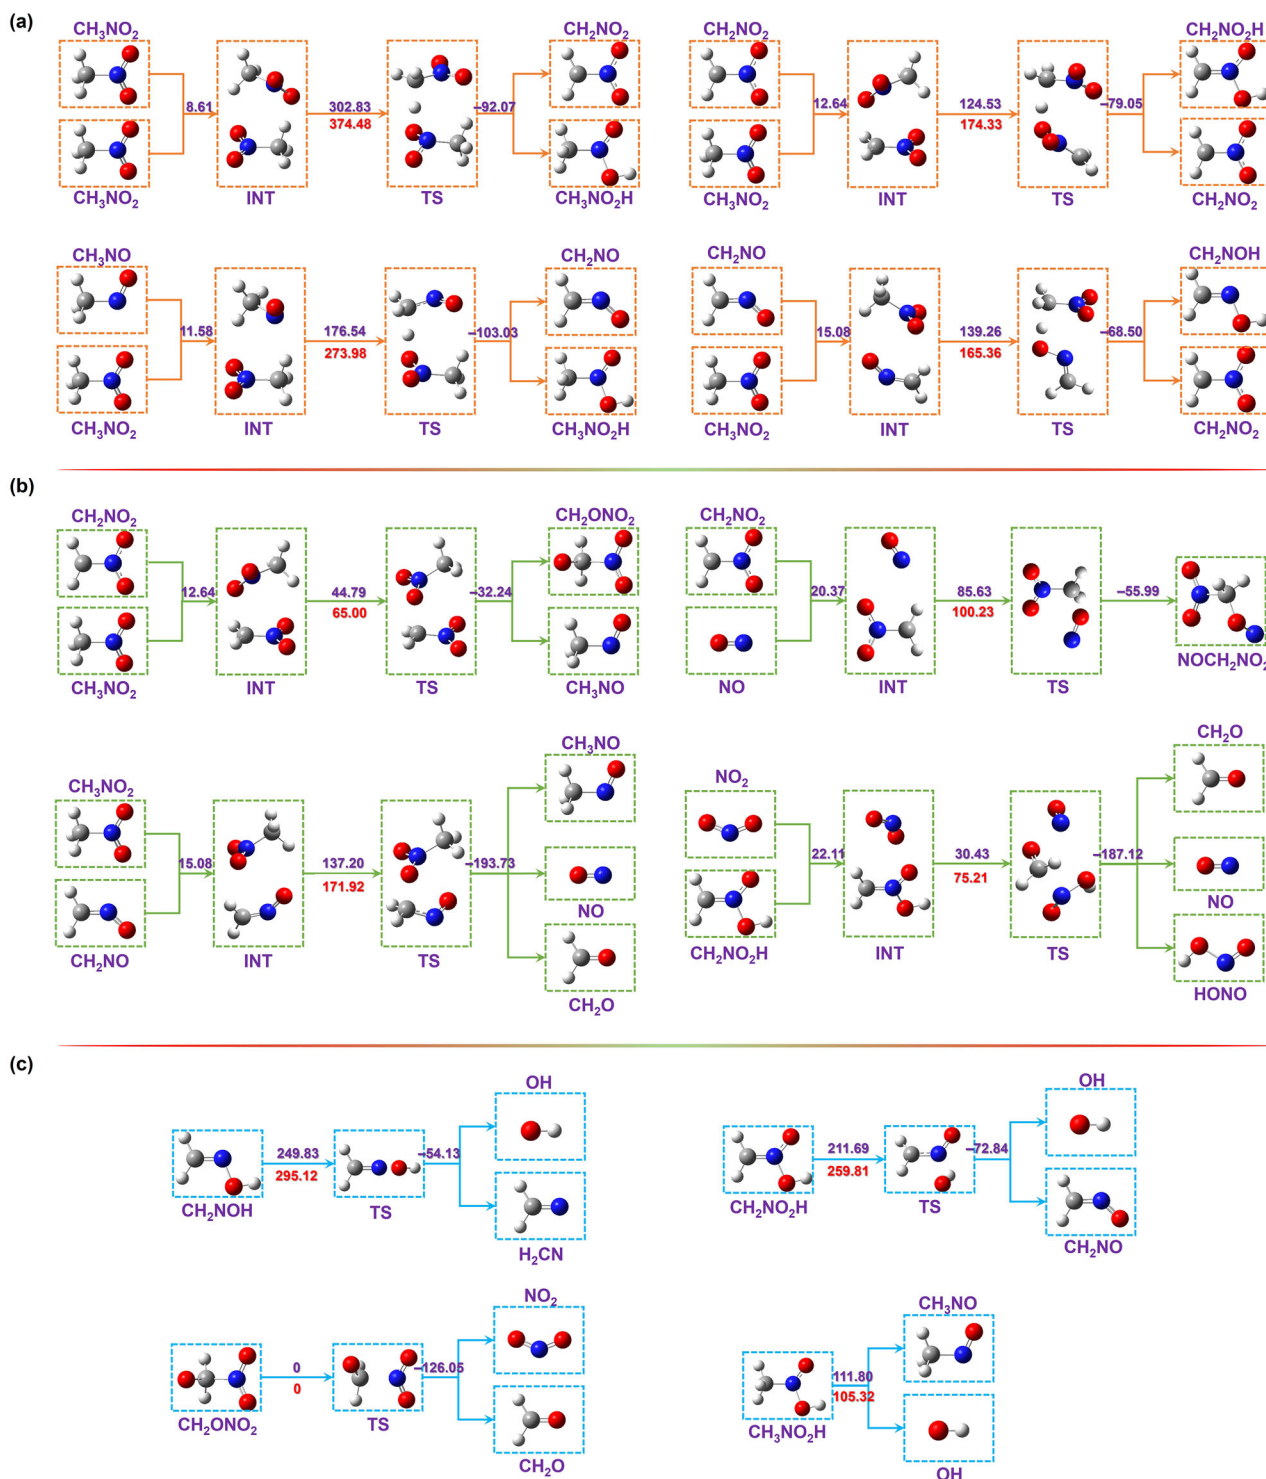 (a)
CH₃NO₂
CH₂NO₂
CH₂NO₂
CH₂NO₂H
8.61
302.83
374.48
−92.07
12.64
124.53
174.33
−79.05
CH₃NO₂
INT
TS
CH₃NO₂H
CH₃NO₂
INT
TS
CH₂NO₂
CH₃NO
CH₂NO
CH₂NO
CH₂NOH
11.58
176.54
273.98
−103.03
15.08
139.26
165.36
−68.50
CH₃NO₂
INT
TS
CH₃NO₂H
CH₃NO₂
INT
TS
CH₂NO₂
(b)
CH₂NO₂
CH₂ONO₂
CH₂NO₂
12.64
44.79
65.00
−32.24
20.37
85.63
100.23
−55.99
CH₃NO₂
INT
TS
CH₃NO
NO
INT
TS
NOCH₂NO₂
CH₃NO
CH₂O
CH₃NO₂
NO₂
15.08
137.20
171.92
−193.73
NO
22.11
30.43
75.21
−187.12
NO
CH₂NO
INT
TS
CH₂O
CH₂NO₂H
INT
TS
HONO
(c)
OH
OH
249.83
295.12
−54.13
211.69
259.81
−72.84
CH₂NOH
TS
H₂CN
CH₂NO₂H
TS
CH₂NO
NO₂
CH₃NO
0
0
−126.05
111.80
105.32
CH₂ONO₂
TS
CH₂O
CH₃NO₂H
OH